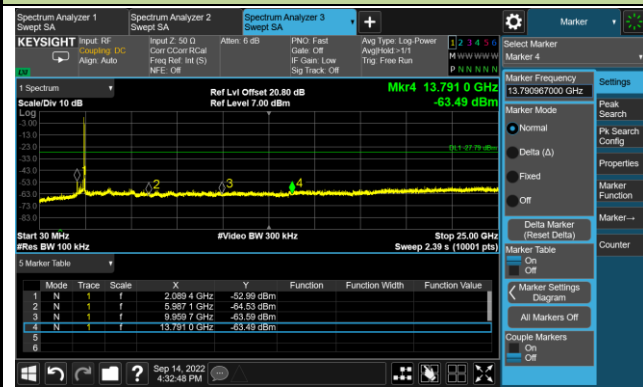 Spectrum Analyzer 1
Swept SA
Spectrum Analyzer 2
Swept SA
Spectrum Analyzer 3
Swept SA
Marker
KEYSIGHT
Input: RF
Coupling: DC
Align: Auto
Input Z: 50 Ω
Corr CCorr RCal
Freq Ref: Int (S)
NFE: Off
Atten: 6 dB
PNO: Fast
Gate: Off
IF Gain: Low
Sig Track: Off
Avg Type: Log-Power
Avg|Hold:>1/1
Trig: Free Run
1 2 3 4 5 6
M W W W W W
P N N N N N
Select Marker
Marker 4
1 Spectrum
Scale/Div 10 dB
Log
Ref Lvl Offset 20.80 dB
Ref Level 7.00 dBm
Mkr4 13.791 0 GHz
-63.49 dBm
-3.00
-13.0
-23.0
-33.0
-43.0
-53.0
-63.0
-73.0
-83.0
DL1 -27.79 dBm
2
3
4
Start 30 MHz
#Res BW 100 kHz
#Video BW 300 kHz
Stop 25.00 GHz
Sweep 2.39 s (10001 pts)
5 Marker Table
Mode Trace Scale X Y Function Function Width Function Value
1 N 1 f 2.089 4 GHz -52.99 dBm
2 N 1 f 5.987 1 GHz -64.53 dBm
3 N 1 f 9.959 7 GHz -63.59 dBm
4 N 1 f 13.791 0 GHz -63.49 dBm
5
6
Sep 14, 2022
4:32:48 PM
Marker Frequency
13.790967000 GHz
Marker Mode
Normal
Delta (Δ)
Fixed
Off
Delta Marker
(Reset Delta)
Marker Table
On
Off
Marker Settings
Diagram
All Markers Off
Couple Markers
On
Off
Settings
Peak
Search
Pk Search
Config
Properties
Marker
Function
Marker→
Counter